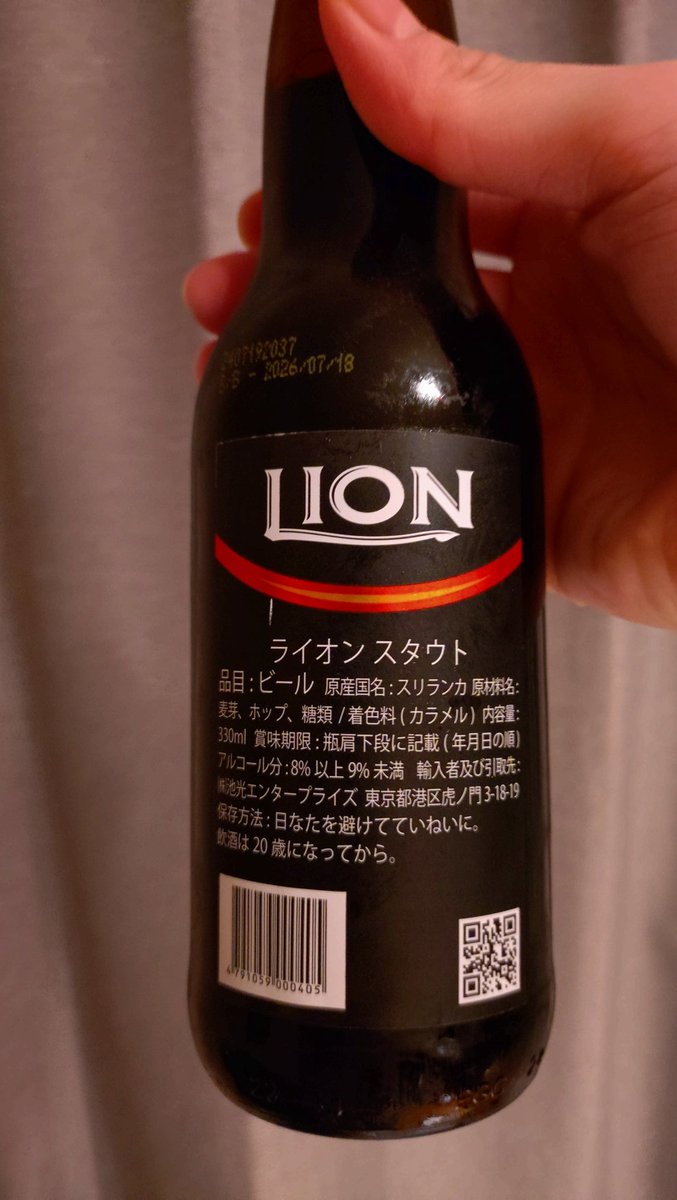 2026/07/18
LION
ライオン スタウト
品目 : ビール 原産国名 : スリランカ 原材料名 :
麦芽、ホップ、糖類 / 着色料 ( カラメル ) 内容量 :
330ml 賞味期限 : 瓶肩下段に記載 ( 年月日の順 )
アルコール分 : 8% 以上 9% 未満 輸入者及び引取先 :
㈱池光エンタープライズ 東京都港区虎ノ門 3-18-19
保存方法 : 日なたを避けてていねいに。
飲酒は 20 歳になってから。
4 791059 000405